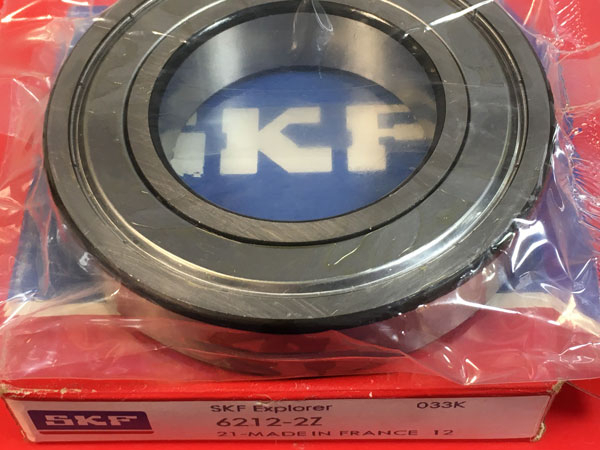 SKF
SKF
SKF Explorer 033K
6212-2Z
21-MADE IN FRANCE 12